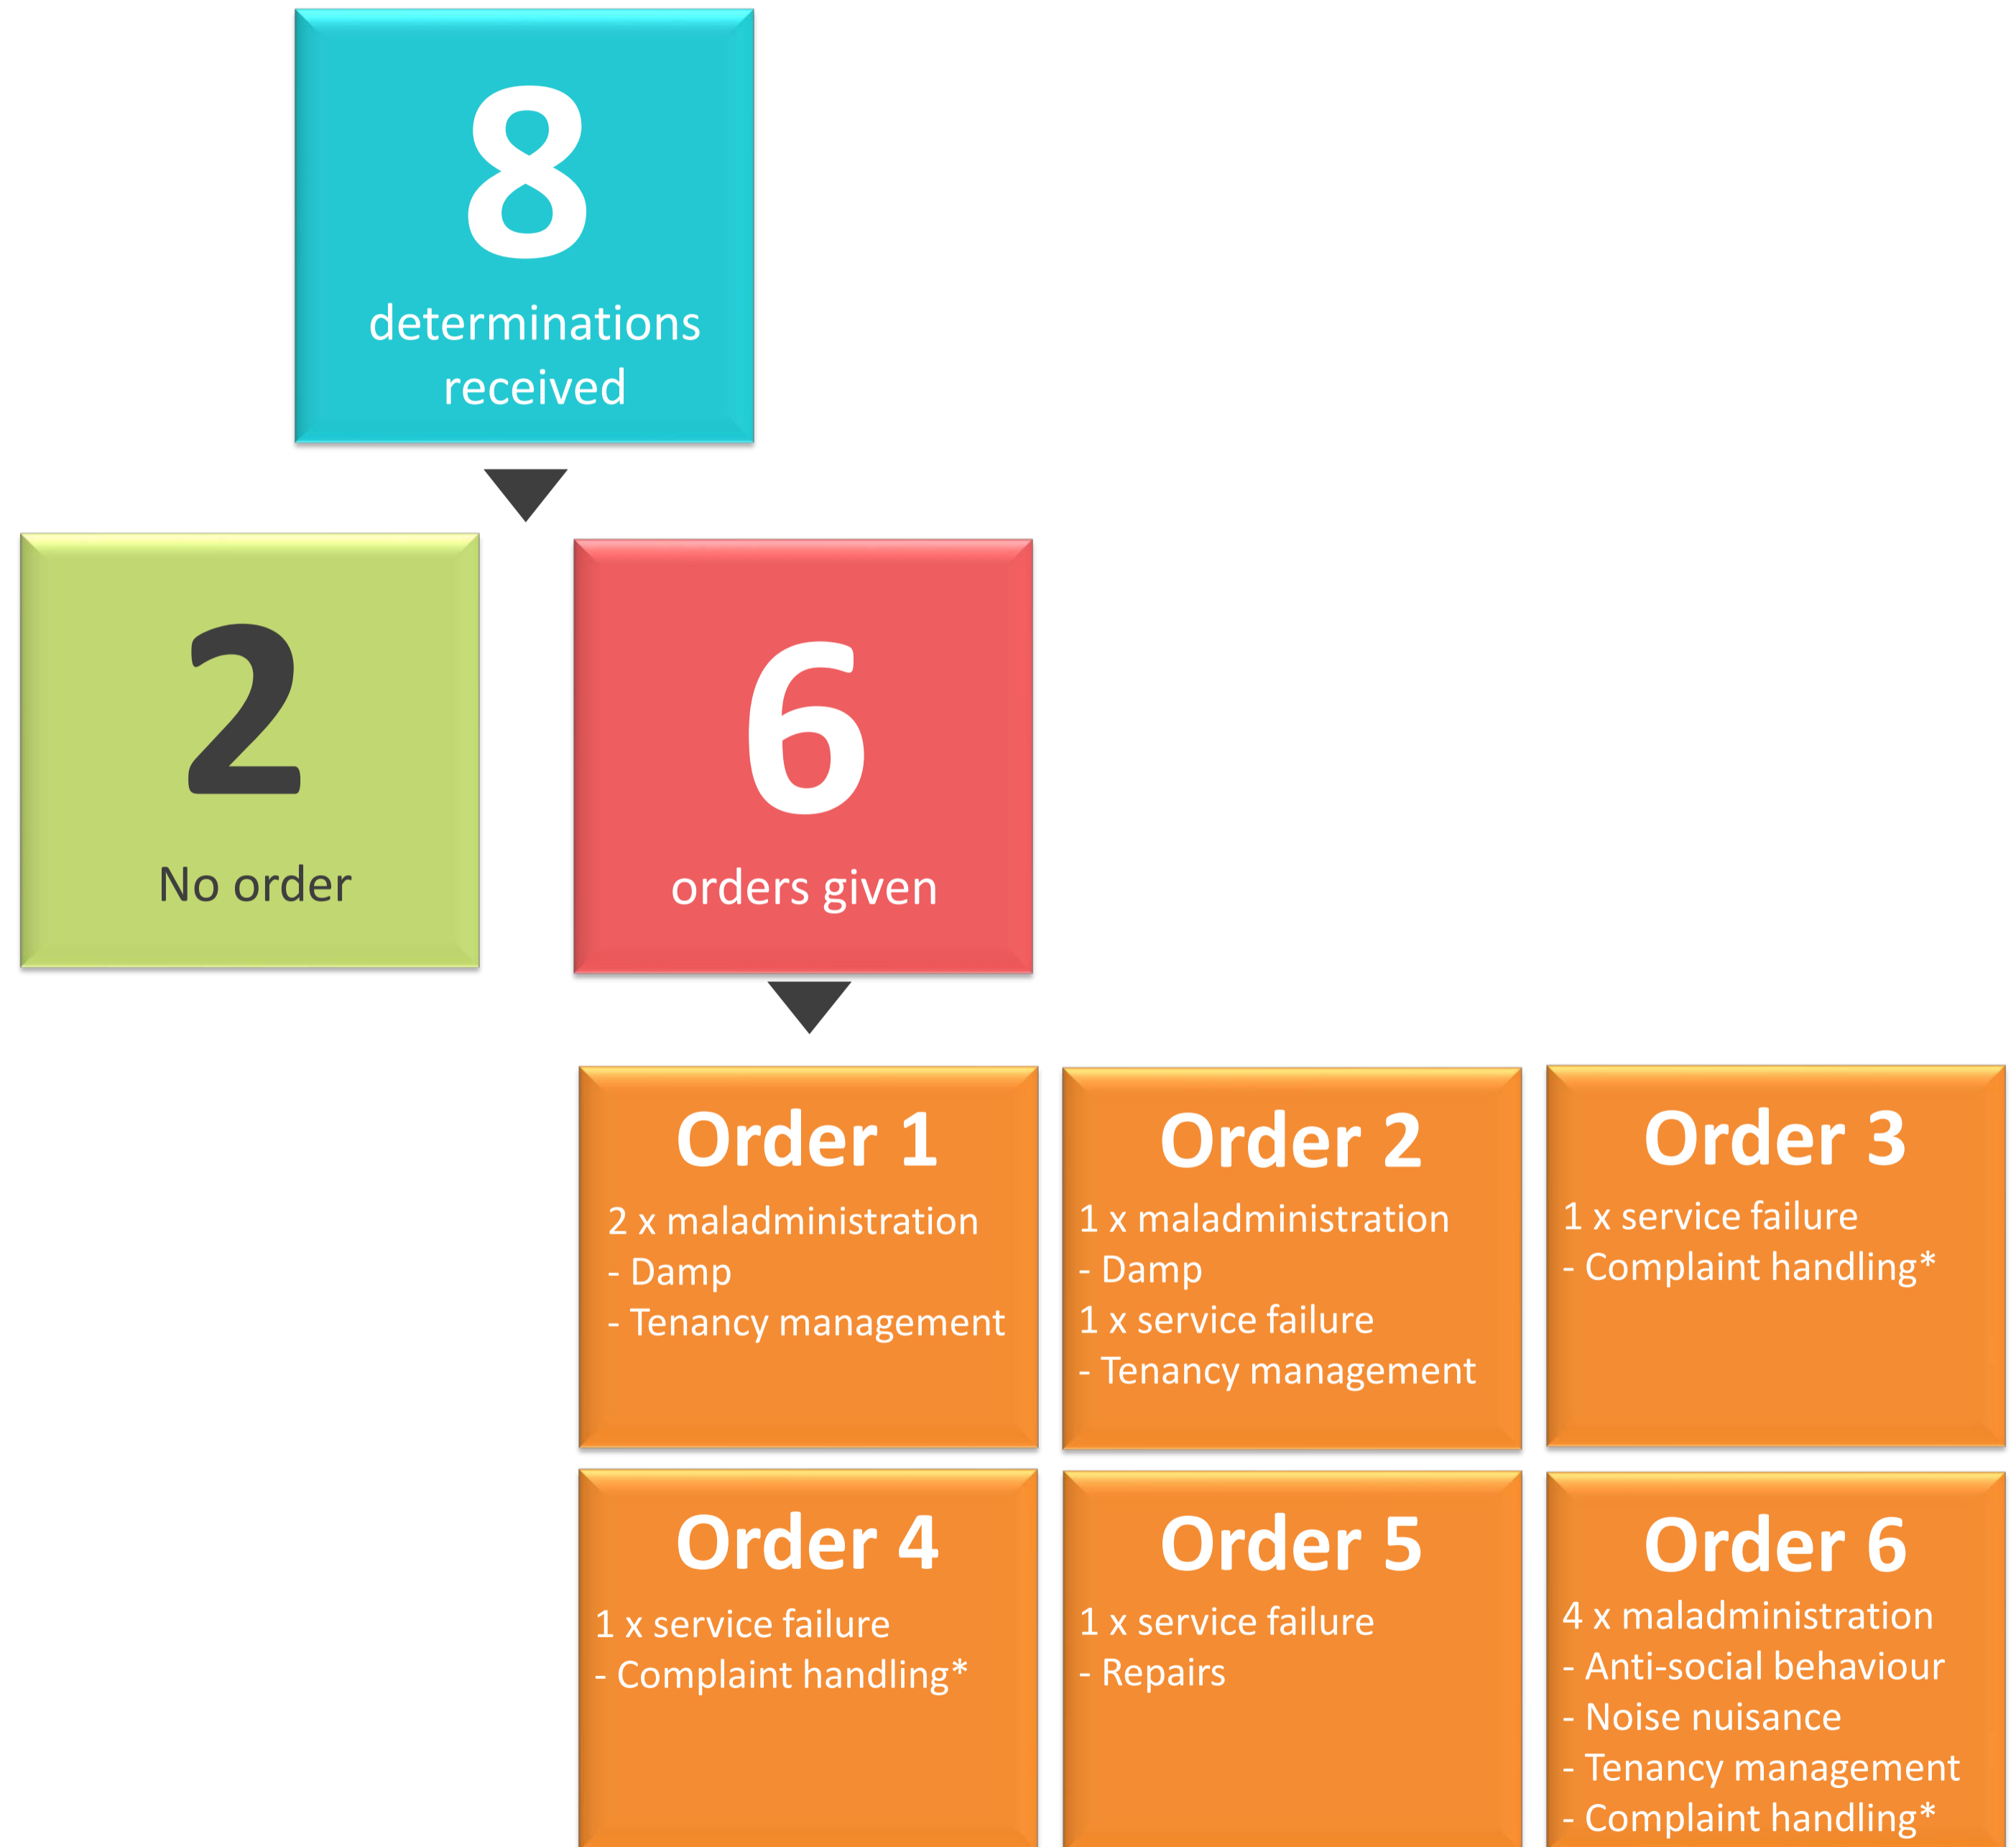 8
determinations
received
2
No order
6
orders given
Order 1
2 x maladministration
- Damp
- Tenancy management
Order 2
1 x maladministration
- Damp
1 x service failure
- Tenancy management
Order 3
1 x service failure
- Complaint handling*
Order 4
1 x service failure
- Complaint handling*
Order 5
1 x service failure
- Repairs
Order 6
4 x maladministration
- Anti-social behaviour
- Noise nuisance
- Tenancy management
- Complaint handling*